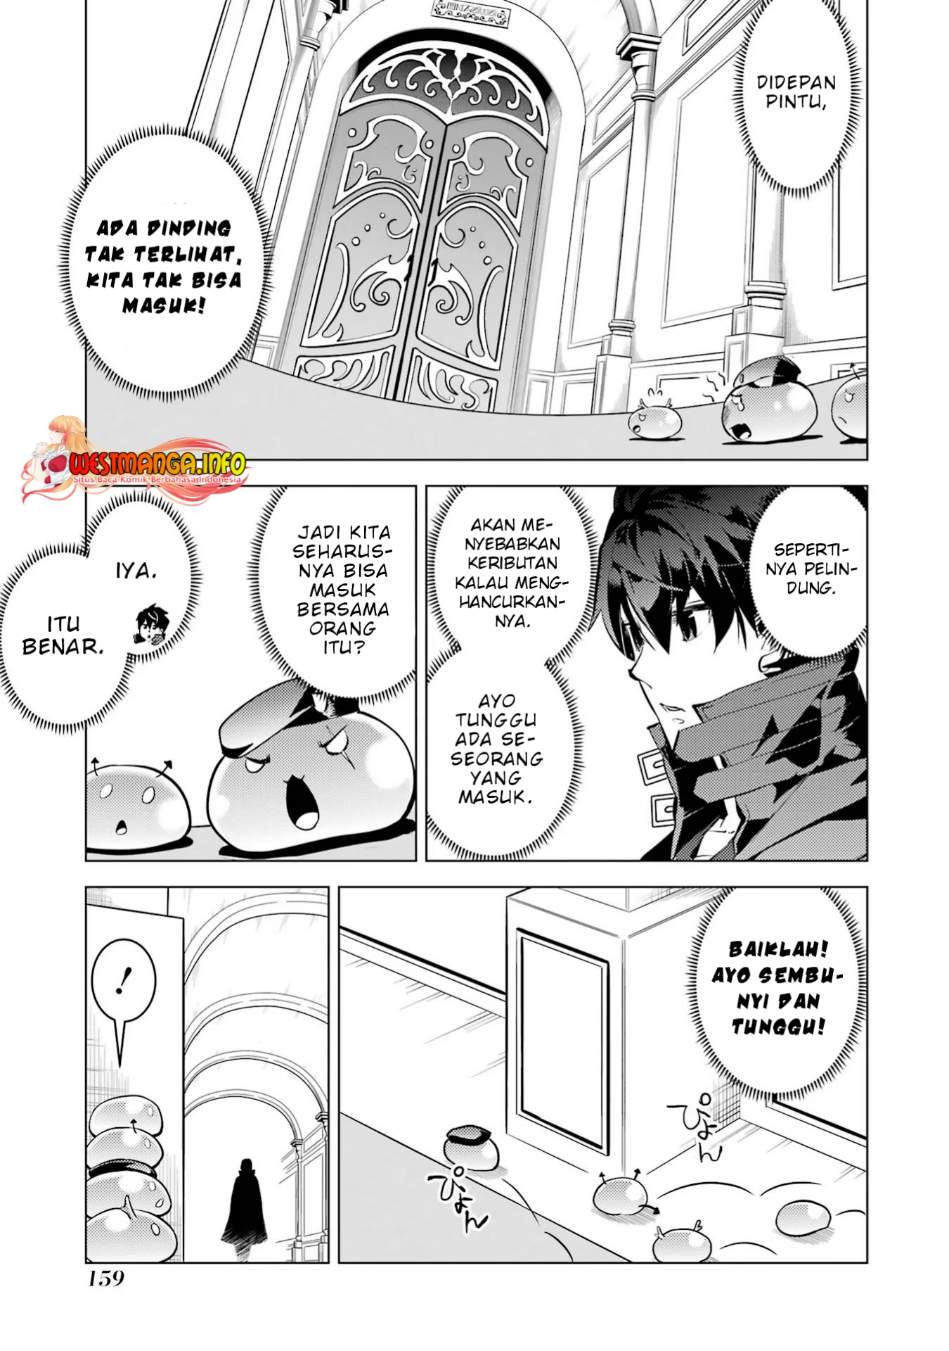 DIDEPAN
PINTU,
ADA DINDING
TAK TERLIHAT,
KITA TAK BISA
MASUK!
WESTMANGA.INFO
Situs Baca Komik Berbahasa Indonesia
SEPERTI-
NYA PELIN-
DUNG.
AKAN ME-
NYEBABKAN
KERIBUTAN
KALAU MENG-
HANCURKAN-
NYA.
AYO
TUNGGU
ADA SE-
SEORANG
YANG
MASUK.
JADI KITA
SEHARUS-
NYA BISA
MASUK
BERSAMA
ORANG
ITU?
IYA.
ITU
BENAR.
BAIKLAH!
AYO SEMBU-
NYI DAN
TUNGGU!
ぴょん
ぴょん
!
159